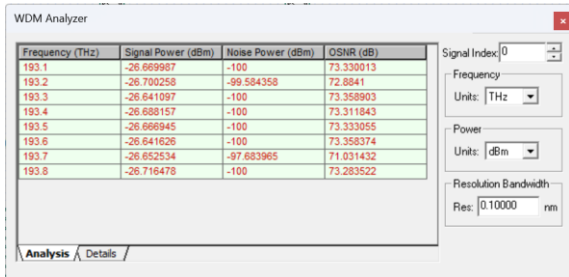 WDM Analyzer
Frequency (THz) Signal Power (dBm) Noise Power (dBm) OSNR (dB)
193.1 -26.669987 -100 73.330013
193.2 -26.700258 -99.584358 72.8841
193.3 -26.641097 -100 73.358903
193.4 -26.688157 -100 73.311843
193.5 -26.666945 -100 73.333055
193.6 -26.641626 -100 73.358374
193.7 -26.652534 -97.683965 71.031432
193.8 -26.716478 -100 73.283522
Analysis Details
Signal Index: 0
Frequency
Units: THz
Power
Units: dBm
Resolution Bandwidth
Res: 0.10000 nm